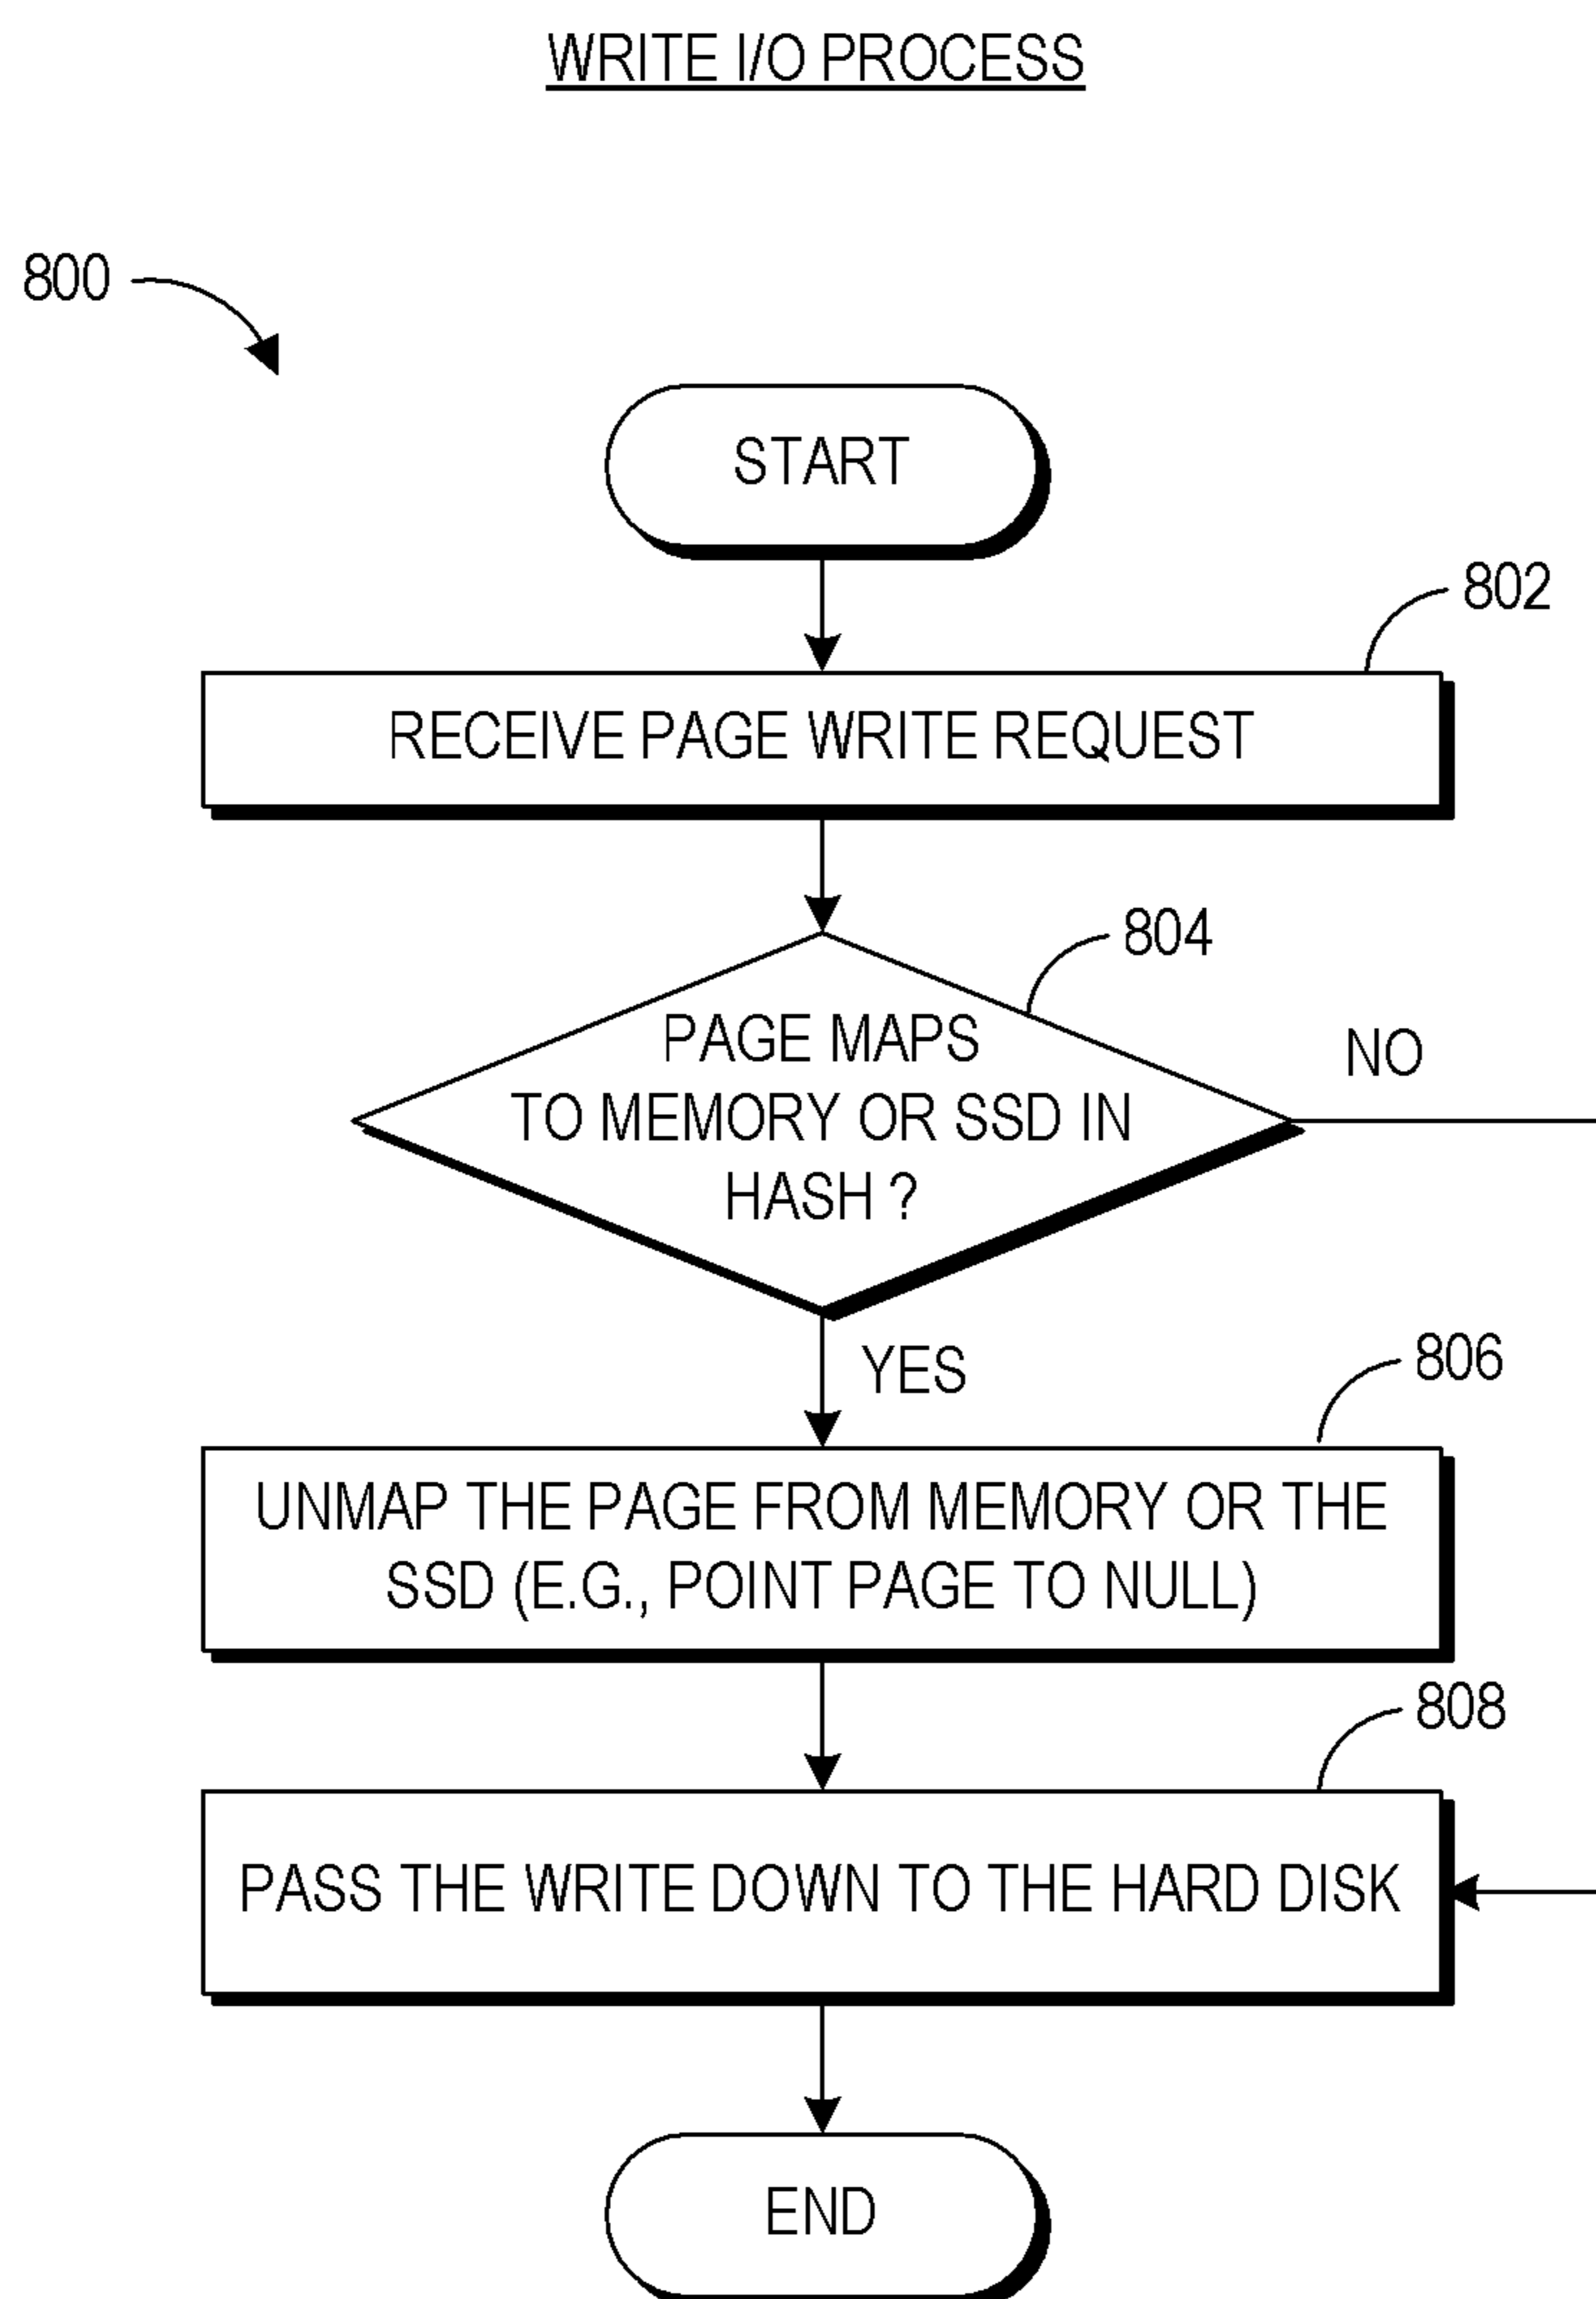 WRITE I/O PROCESS
800
START
802
RECEIVE PAGE WRITE REQUEST
804
PAGE MAPS
TO MEMORY OR SSD IN
HASH ?
NO
YES
806
UNMAP THE PAGE FROM MEMORY OR THE
SSD (E.G., POINT PAGE TO NULL)
808
PASS THE WRITE DOWN TO THE HARD DISK
END